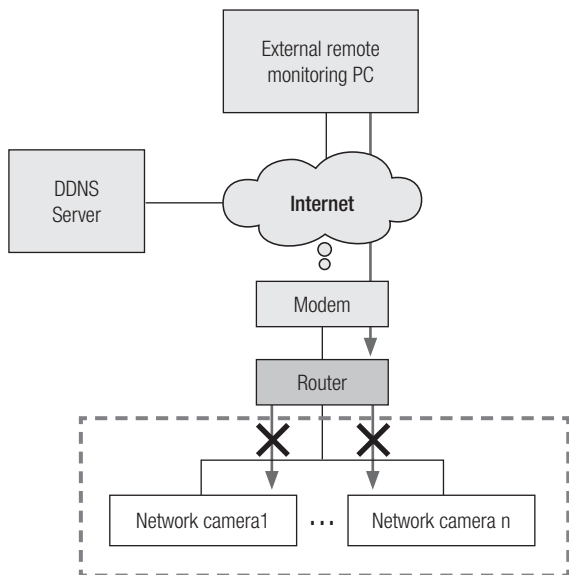 External remote
monitoring PC
DDNS
Server
Internet
Modem
Router
Network camera1
...
Network camera n